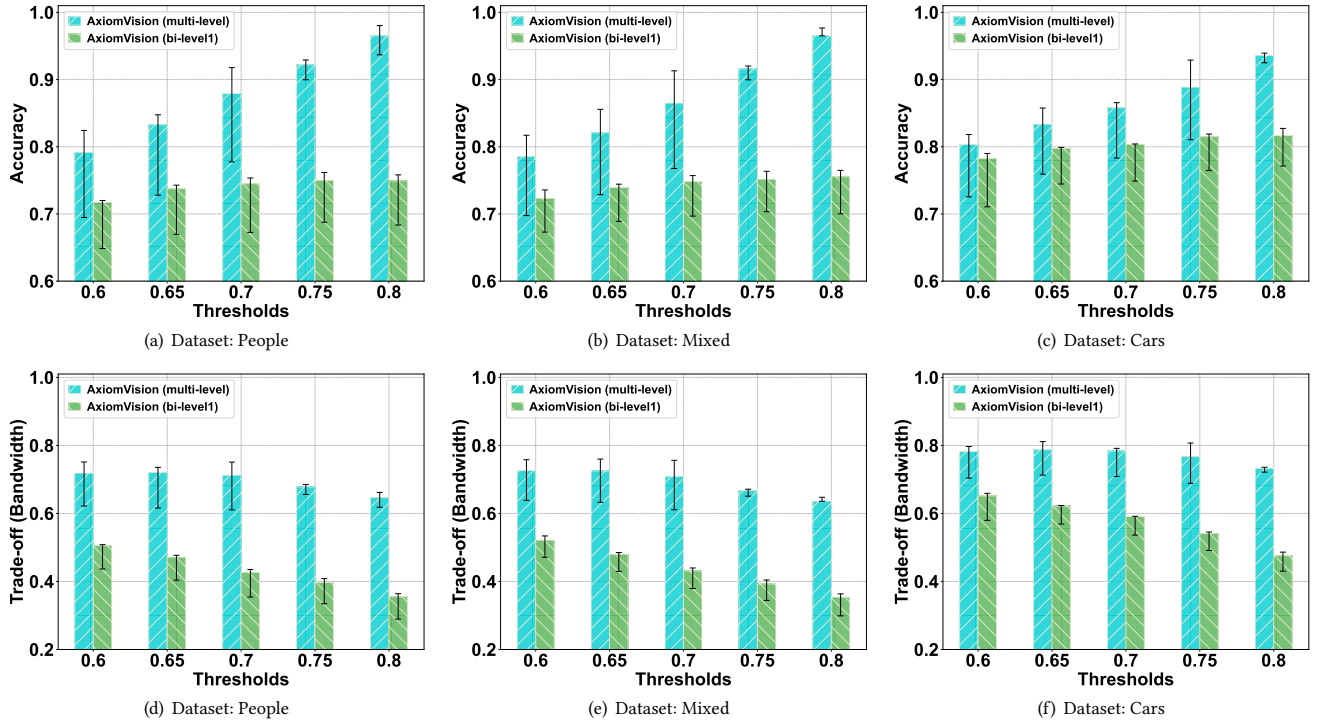 1.0
0.9
0.8
0.7
0.6
Accuracy
AxiomVision (multi-level)
AxiomVision (bi-level1)
0.6 0.65 0.7 0.75 0.8
Thresholds
(a) Dataset: People
1.0
0.9
0.8
0.7
0.6
Accuracy
AxiomVision (multi-level)
AxiomVision (bi-level1)
0.6 0.65 0.7 0.75 0.8
Thresholds
(b) Dataset: Mixed
1.0
0.9
0.8
0.7
0.6
Accuracy
AxiomVision (multi-level)
AxiomVision (bi-level1)
0.6 0.65 0.7 0.75 0.8
Thresholds
(c) Dataset: Cars
1.0
0.8
0.6
0.4
0.2
Trade-off (Bandwidth)
AxiomVision (multi-level)
AxiomVision (bi-level1)
0.6 0.65 0.7 0.75 0.8
Thresholds
(d) Dataset: People
1.0
0.8
0.6
0.4
0.2
Trade-off (Bandwidth)
AxiomVision (multi-level)
AxiomVision (bi-level1)
0.6 0.65 0.7 0.75 0.8
Thresholds
(e) Dataset: Mixed
1.0
0.8
0.6
0.4
0.2
Trade-off (Bandwidth)
AxiomVision (multi-level)
AxiomVision (bi-level1)
0.6 0.65 0.7 0.75 0.8
Thresholds
(f) Dataset: Cars